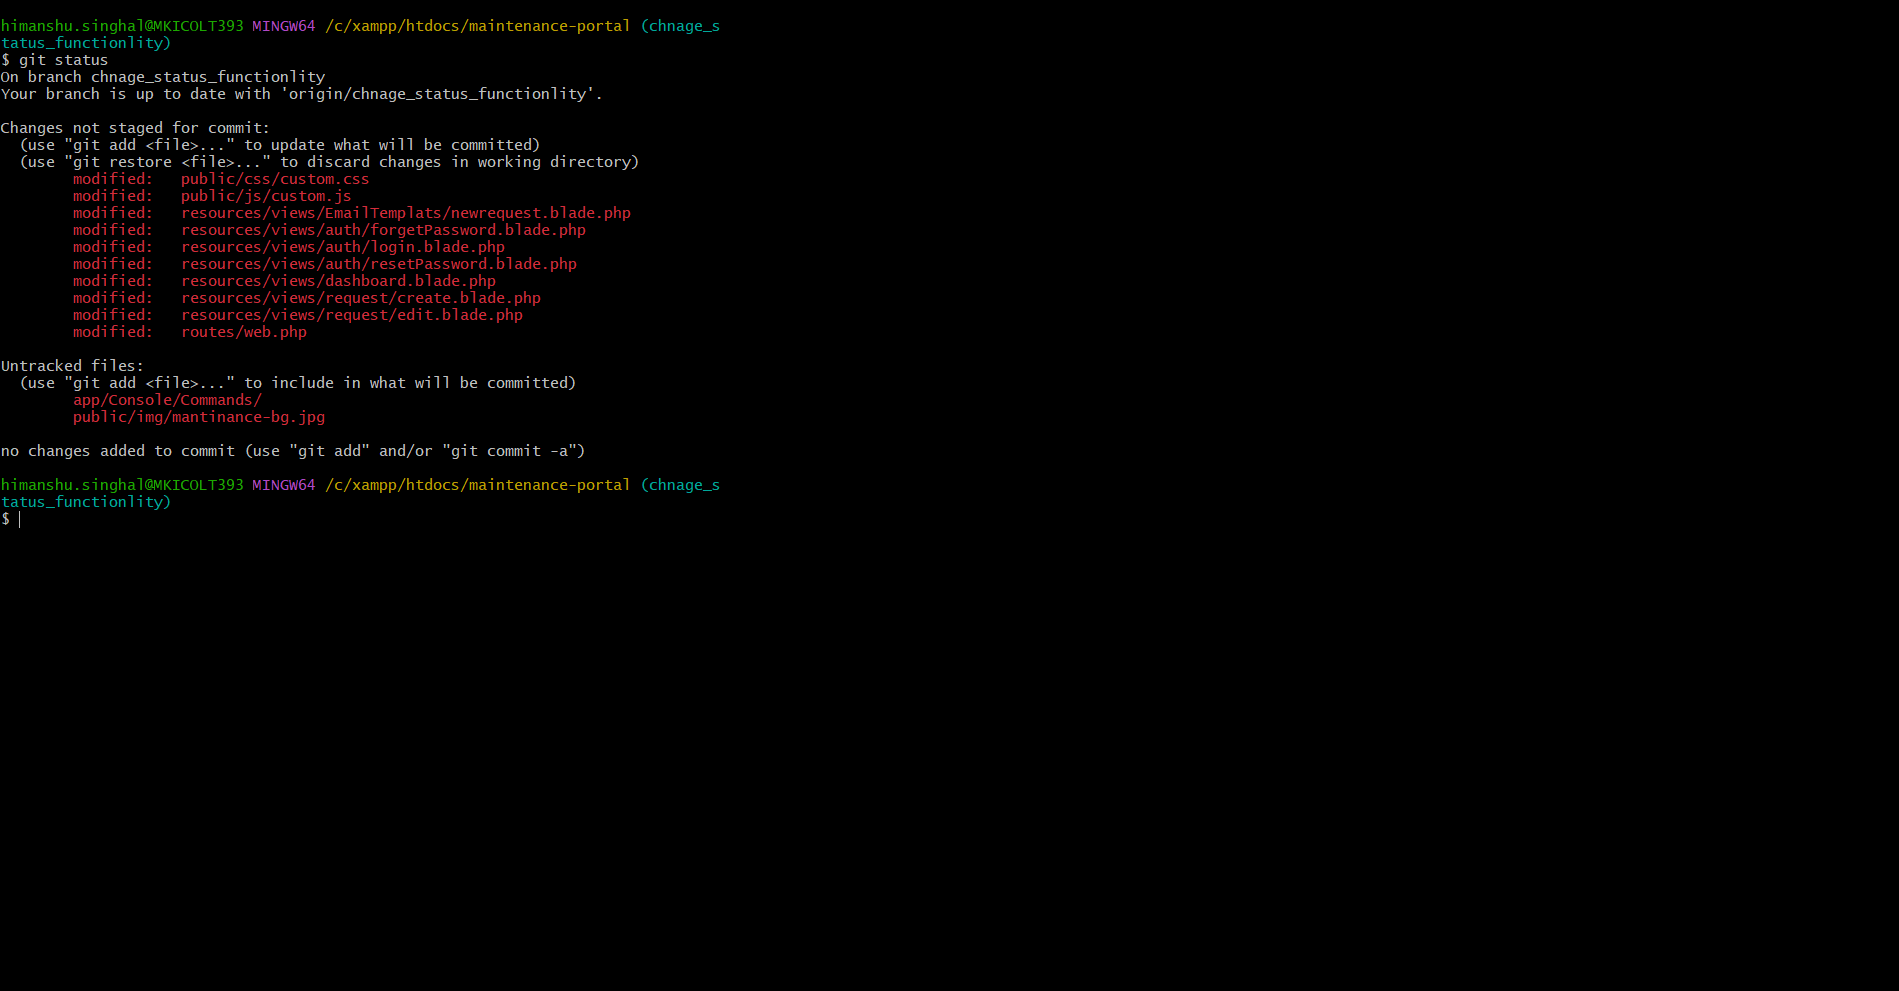 himanshu.singhal@MKICOLT393 MINGW64 /c/xampp/htdocs/maintenance-portal (chnage_s
tatus_functionlity)
$ git status
On branch chnage_status_functionlity
Your branch is up to date with 'origin/chnage_status_functionlity'.

Changes not staged for commit:
  (use "git add <file>..." to update what will be committed)
  (use "git restore <file>..." to discard changes in working directory)
        modified:   public/css/custom.css
        modified:   public/js/custom.js
        modified:   resources/views/EmailTemplats/newrequest.blade.php
        modified:   resources/views/auth/forgetPassword.blade.php
        modified:   resources/views/auth/login.blade.php
        modified:   resources/views/auth/resetPassword.blade.php
        modified:   resources/views/dashboard.blade.php
        modified:   resources/views/request/create.blade.php
        modified:   resources/views/request/edit.blade.php
        modified:   routes/web.php

Untracked files:
  (use "git add <file>..." to include in what will be committed)
        app/Console/Commands/
        public/img/mantinance-bg.jpg

no changes added to commit (use "git add" and/or "git commit -a")

himanshu.singhal@MKICOLT393 MINGW64 /c/xampp/htdocs/maintenance-portal (chnage_s
tatus_functionlity)
$